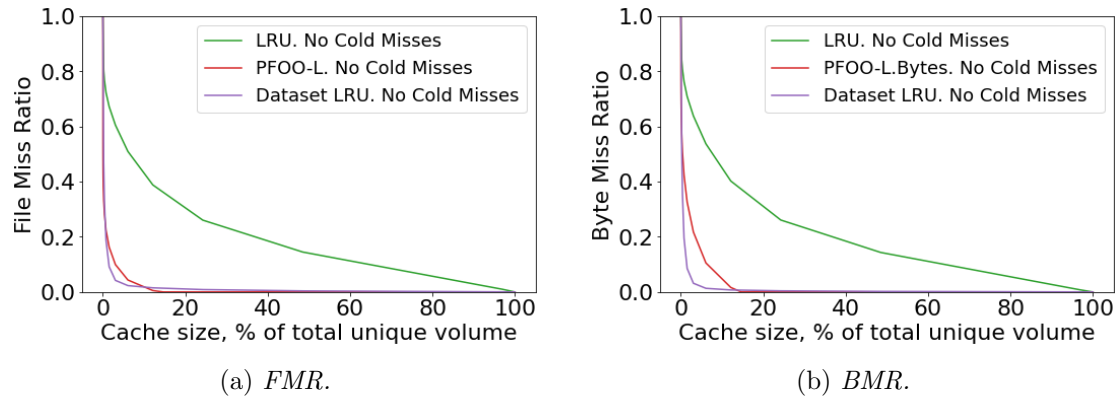 1.0
0.8
0.6
0.4
0.2
0.0
File Miss Ratio
LRU. No Cold Misses
PFOO-L. No Cold Misses
Dataset LRU. No Cold Misses
0 20 40 60 80 100
Cache size, % of total unique volume
(a) FMR.
1.0
0.8
0.6
0.4
0.2
0.0
Byte Miss Ratio
LRU. No Cold Misses
PFOO-L.Bytes. No Cold Misses
Dataset LRU. No Cold Misses
0 20 40 60 80 100
Cache size, % of total unique volume
(b) BMR.